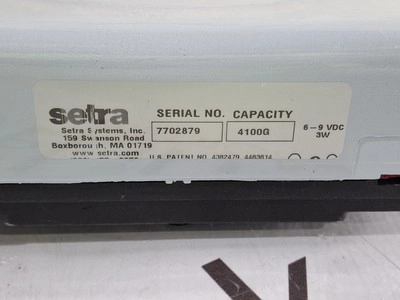 setra
Setra Systems, Inc.
159 Swanson Road
Boxborough, MA 01719
www.setra.com
SERIAL NO. CAPACITY
7702879 4100G
6-9 VDC
3W
U.S. PATENT NO. 4382479